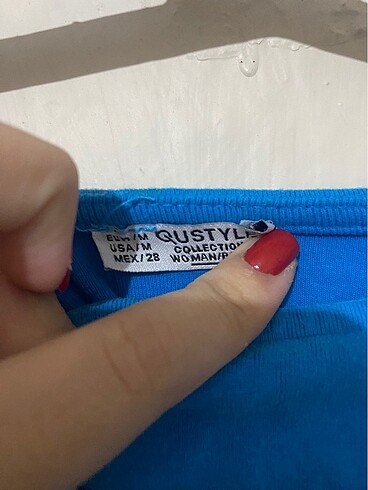 EUR/M
USA/M
MEX/28
QUSTYLE
COLLECTION
WOMAN/